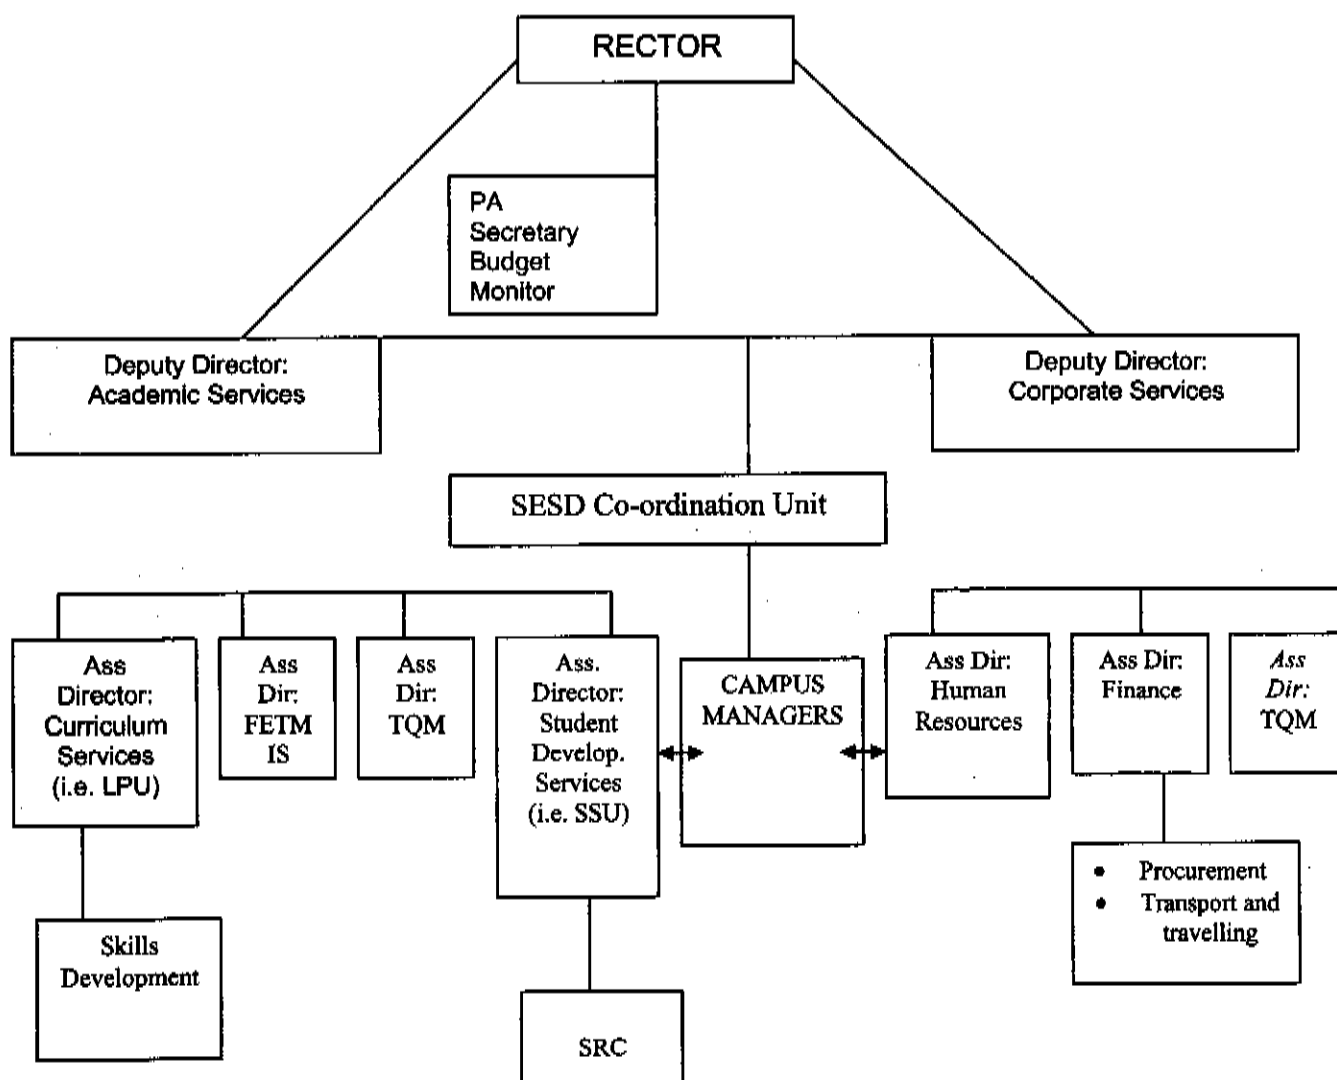 RECTOR
PA
Secretary
Budget
Monitor
Deputy Director:
Academic Services
Deputy Director:
Corporate Services
SESD Co-ordination Unit
Ass
Director:
Curriculum
Services
(i.e. LPU)
Ass
Dir:
FETM
IS
Ass
Dir:
TQM
Ass.
Director:
Student
Develop.
Services
(i.e. SSU)
CAMPUS
MANAGERS
Ass Dir:
Human
Resources
Ass Dir:
Finance
Ass
Dir:
TQM
Skills
Development
SRC
• Procurement
• Transport and
travelling